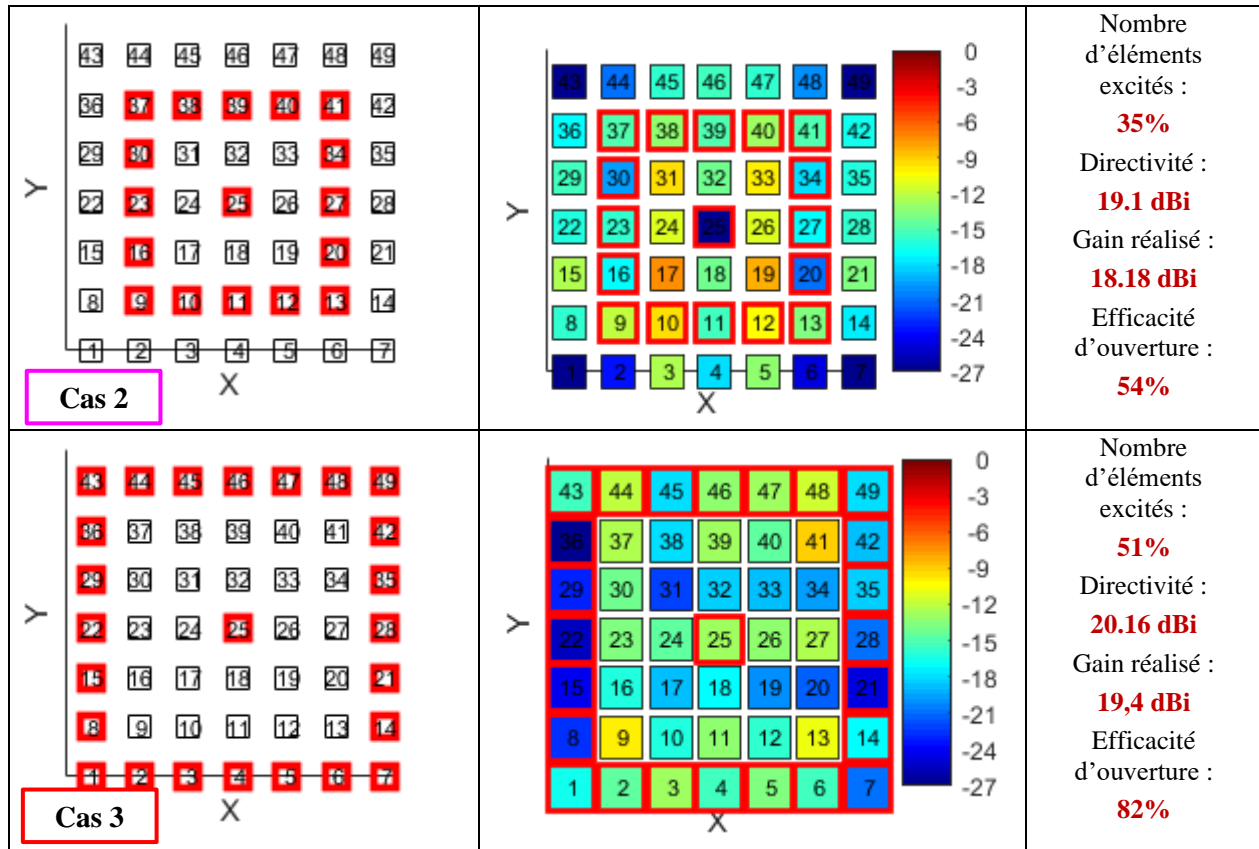 43 44 45 46 47 48 49
36 37 38 39 40 41 42
29 30 31 32 33 34 35
22 23 24 25 26 27 28
15 16 17 18 19 20 21
8 9 10 11 12 13 14
1 2 3 4 5 6 7
Y
X
Cas 2
43 44 45 46 47 48 49
36 37 38 39 40 41 42
29 30 31 32 33 34 35
22 23 24 25 26 27 28
15 16 17 18 19 20 21
8 9 10 11 12 13 14
1 2 3 4 5 6 7
Y
X
0
-3
-6
-9
-12
-15
-18
-21
-24
-27
Nombre
d’éléments
excités :
35%
Directivité :
19.1 dBi
Gain réalisé :
18.18 dBi
Efficacité
d’ouverture :
54%
43 44 45 46 47 48 49
36 37 38 39 40 41 42
29 30 31 32 33 34 35
22 23 24 25 26 27 28
15 16 17 18 19 20 21
8 9 10 11 12 13 14
1 2 3 4 5 6 7
Y
X
Cas 3
43 44 45 46 47 48 49
36 37 38 39 40 41 42
29 30 31 32 33 34 35
22 23 24 25 26 27 28
15 16 17 18 19 20 21
8 9 10 11 12 13 14
1 2 3 4 5 6 7
Y
X
0
-3
-6
-9
-12
-15
-18
-21
-24
-27
Nombre
d’éléments
excités :
51%
Directivité :
20.16 dBi
Gain réalisé :
19,4 dBi
Efficacité
d’ouverture :
82%